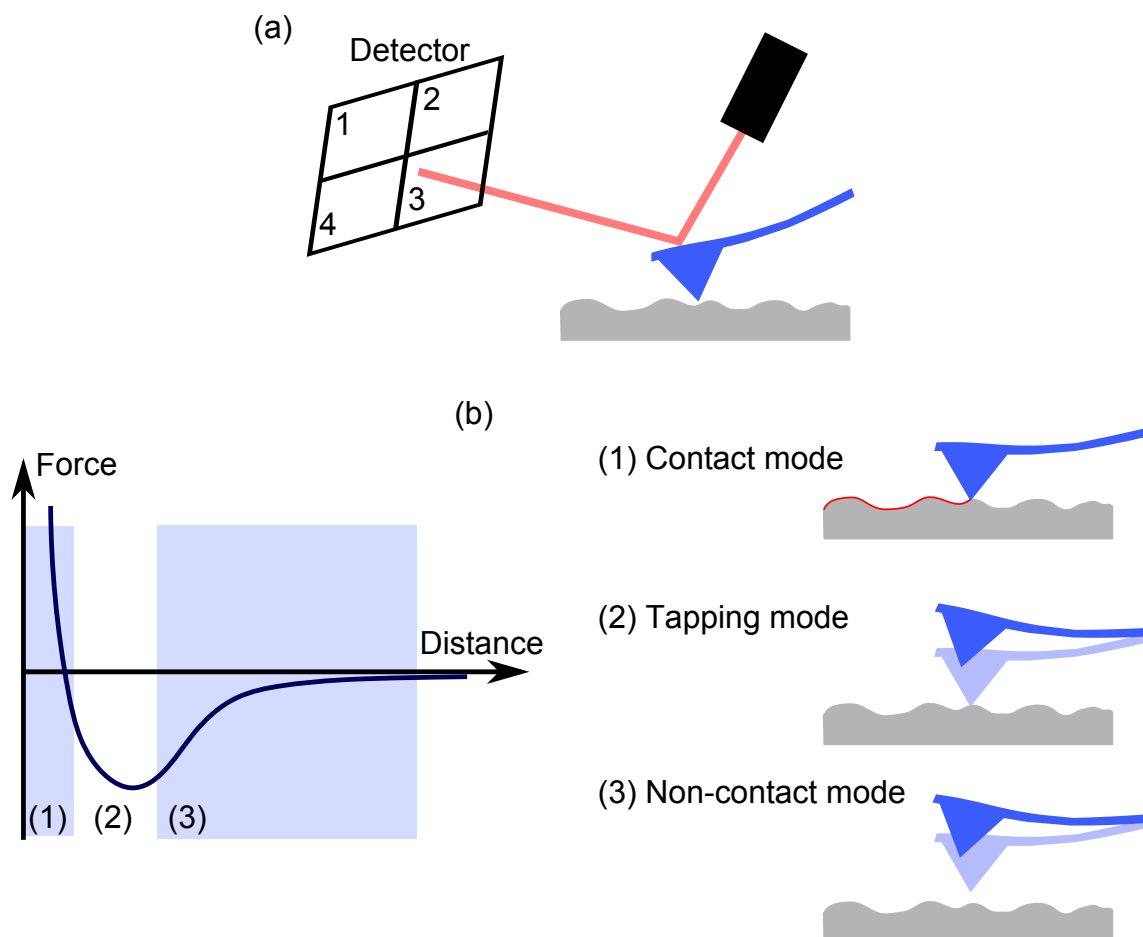 (a)
Detector
1
2
3
4
(b)
Force
Distance
(1)
(2)
(3)
(1) Contact mode
(2) Tapping mode
(3) Non-contact mode